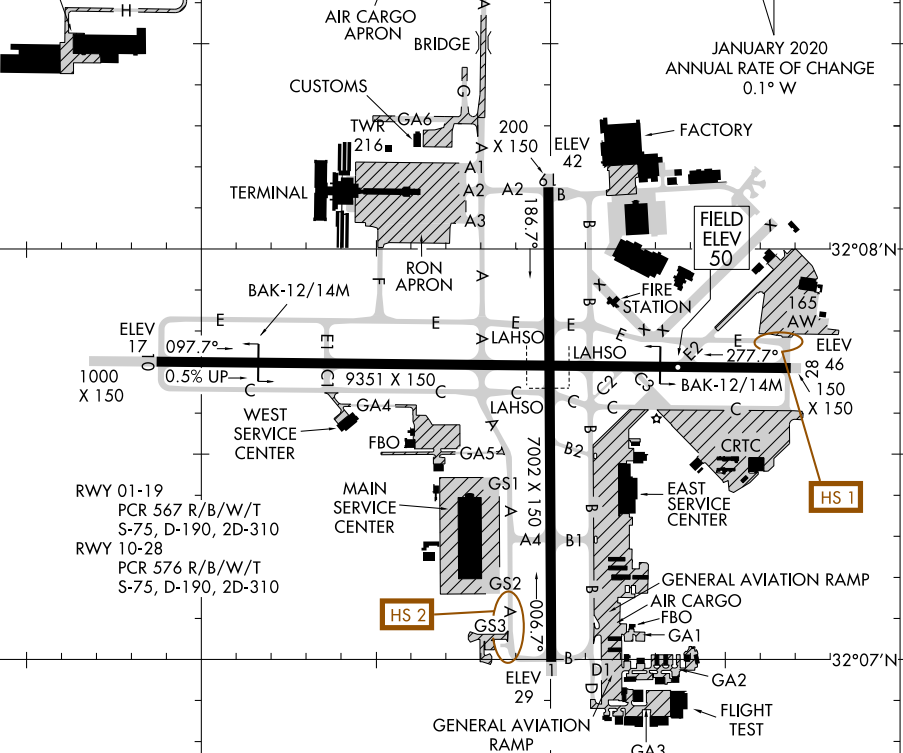 H
A
AIR CARGO
APRON
BRIDGE
JANUARY 2020
ANNUAL RATE OF CHANGE
0.1° W
CUSTOMS
G
GA6
TWR
216
200
X 150
ELEV
42
FACTORY
A
A1
TERMINAL
A2
A2
19
B
A3
186.7°
B
FIELD
ELEV
50
X
32°08'N
RON
APRON
F
A
B
X
FIRE
STATION
165
AW
BAK-12/14M
E
E
E
E
E
X
X
E
ELEV
17
097.7°
E1
LAHSO
LAHSO
E2
277.7°
ELEV
46
10
28
1000
X 150
0.5% UP
C
C1
9351 X 150
C
C
C2
C3
BAK-12/14M
150
X 150
GA4
LAHSO
C
C
WEST
SERVICE
CENTER
A
FBO
GA5
B2
CRTC
7002 X 150
B
MAIN
SERVICE
CENTER
GS1
EAST
SERVICE
CENTER
HS 1
RWY 01-19
PCR 567 R/B/W/T
S-75, D-190, 2D-310
A
A4
B1
RWY 10-28
PCR 576 R/B/W/T
S-75, D-190, 2D-310
GS2
B
GENERAL AVIATION RAMP
HS 2
A
006.7°
AIR CARGO
FBO
GS3
GA1
B
32°07'N
1
D1
ELEV
29
GA2
D
GENERAL AVIATION
RAMP
FLIGHT
TEST
GA3